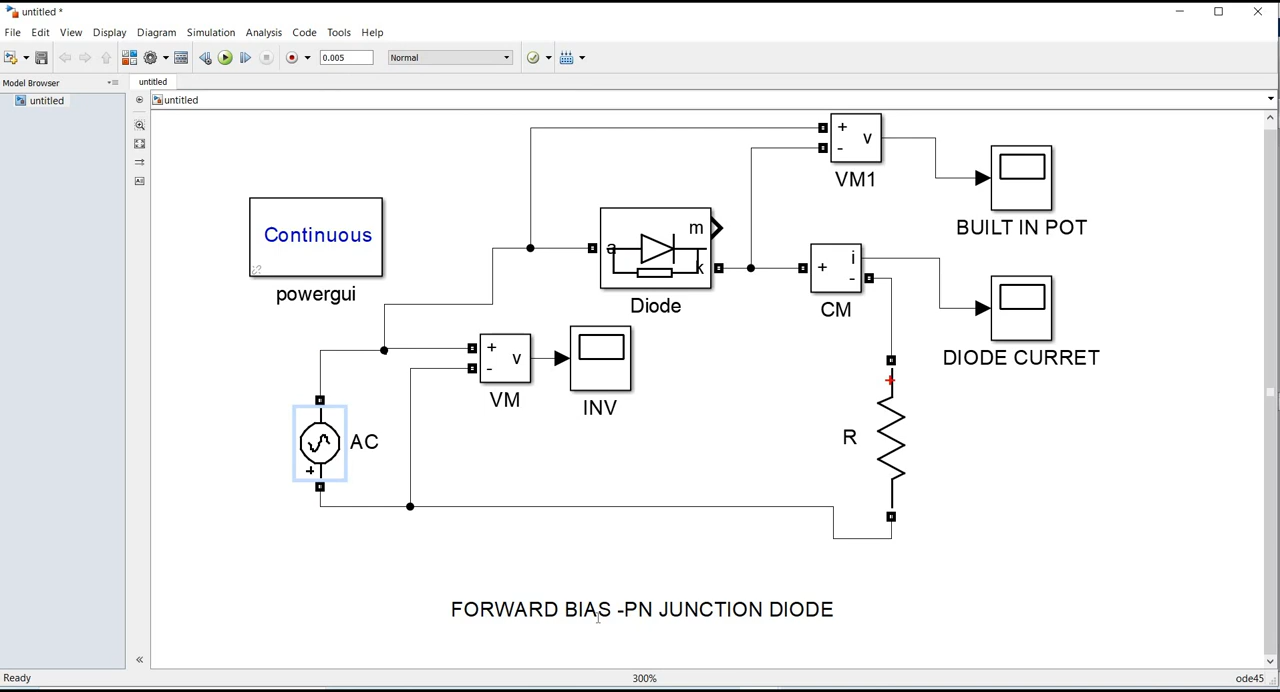 untitled *
File Edit View Display Diagram Simulation Analysis Code Tools Help
0.005 Normal
Model Browser
untitled
untitled
untitled
+
-
v
VM1
BUILT IN POT
Continuous
powergui
m
a
k
Diode
+
i
-
CM
DIODE CURRET
+
-
v
VM
INV
AC
+
+
R
FORWARD BIAS -PN JUNCTION DIODE
Ready 300% ode45